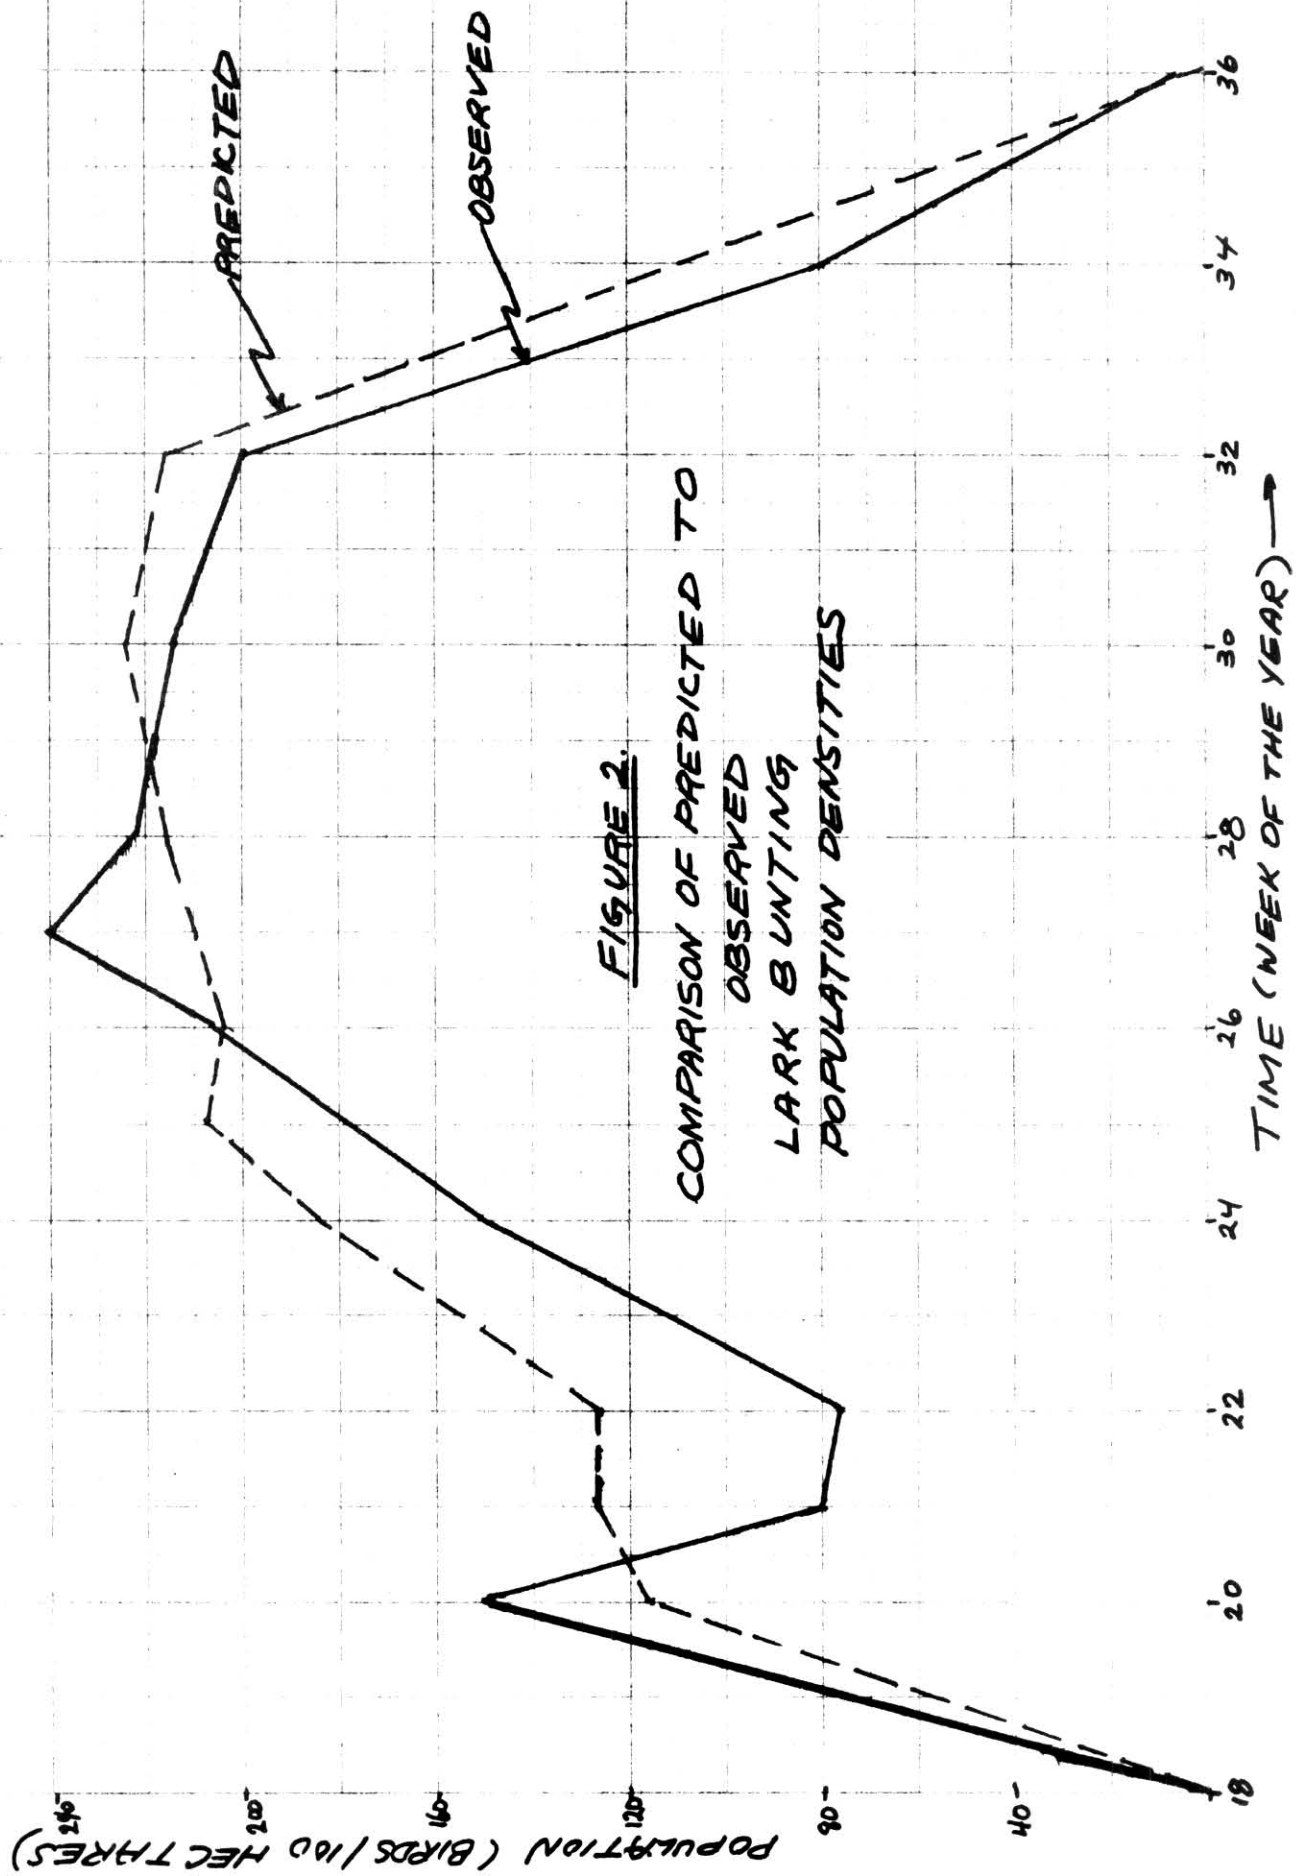 PREDICTED
OBSERVED
FIGURE 2.
COMPARISON OF PREDICTED TO
OBSERVED
LARK BUNTING
POPULATION DENSITIES
POPULATION (BIRDS/100 HECTARES)
240
200
160
120
80
40
18
20
22
24
26
28
30
32
34
36
TIME (WEEK OF THE YEAR)